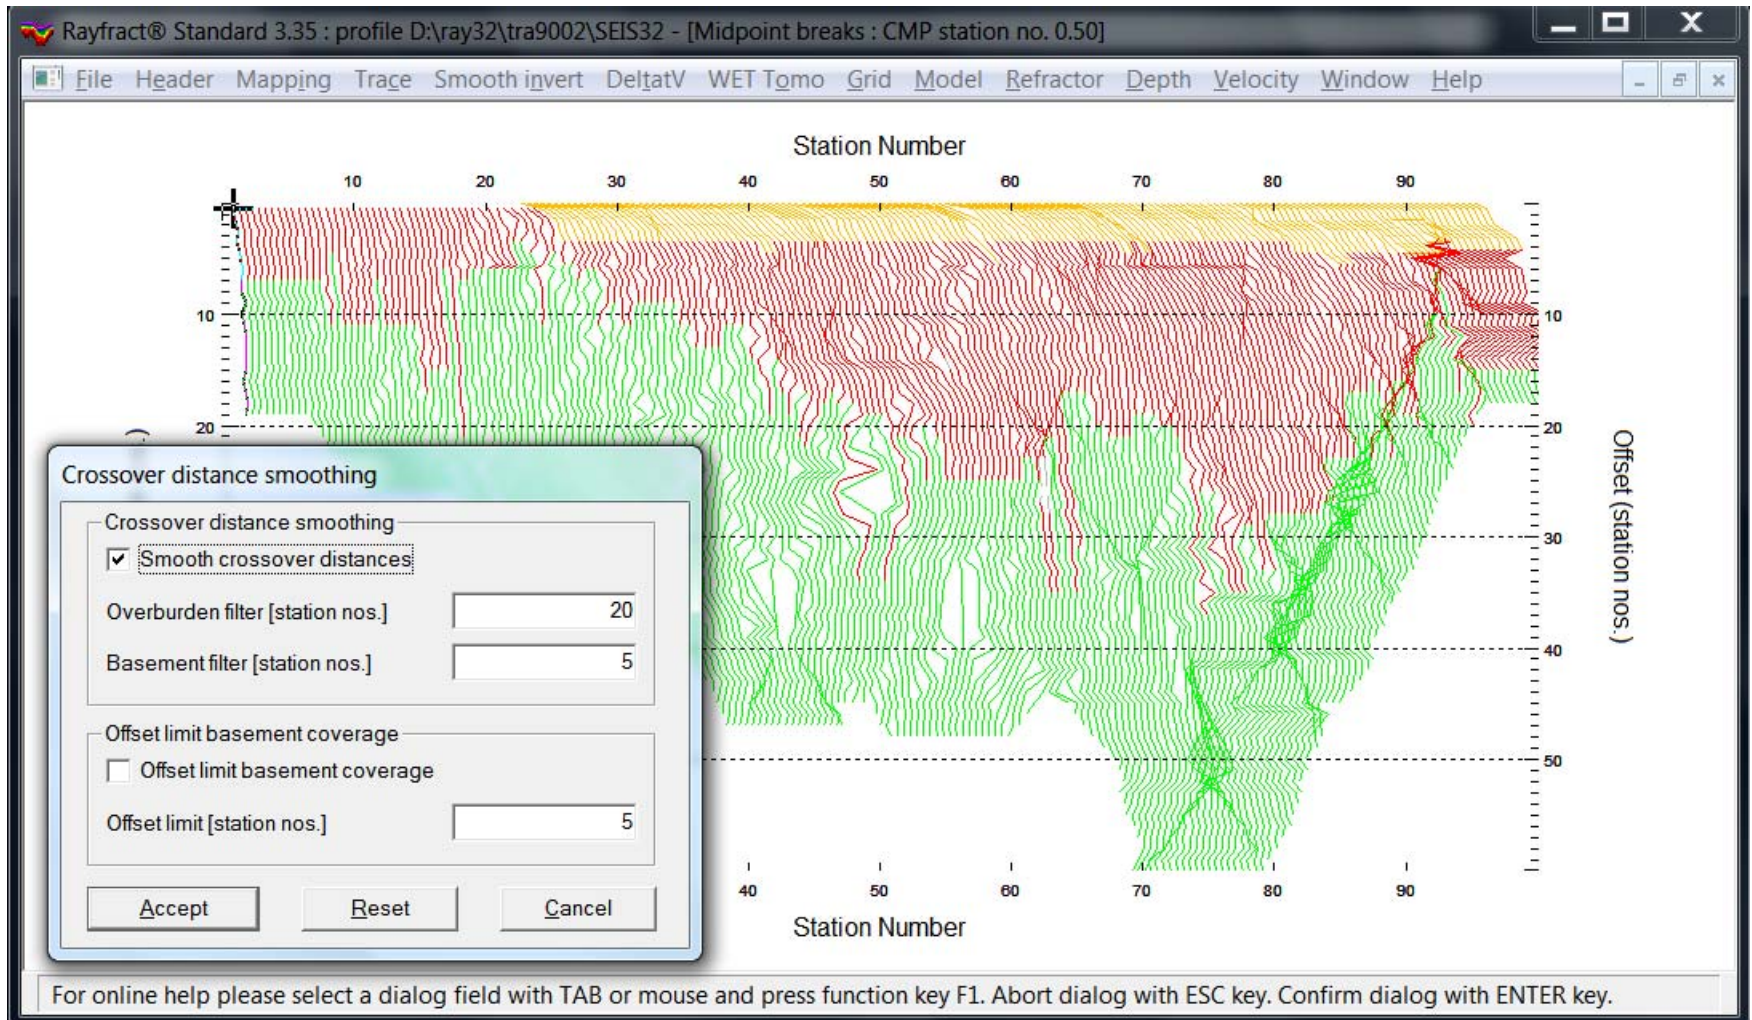 Rayfract® Standard 3.35 : profile D:\ray32\tra9002\SEIS32 - [Midpoint breaks : CMP station no. 0.50]
File Header Mapping Trace Smooth invert DeltatV WET Tomo Grid Model Refractor Depth Velocity Window Help
Station Number
10 20 30 40 50 60 70 80 90
10 10
20 20
30
40
50
Offset (station nos.)
Crossover distance smoothing
Crossover distance smoothing
Smooth crossover distances
Overburden filter [station nos.] 20
Basement filter [station nos.] 5
Offset limit basement coverage
Offset limit basement coverage
Offset limit [station nos.] 5
Accept Reset Cancel
40 50 60 70 80 90
Station Number
For online help please select a dialog field with TAB or mouse and press function key F1. Abort dialog with ESC key. Confirm dialog with ENTER key.